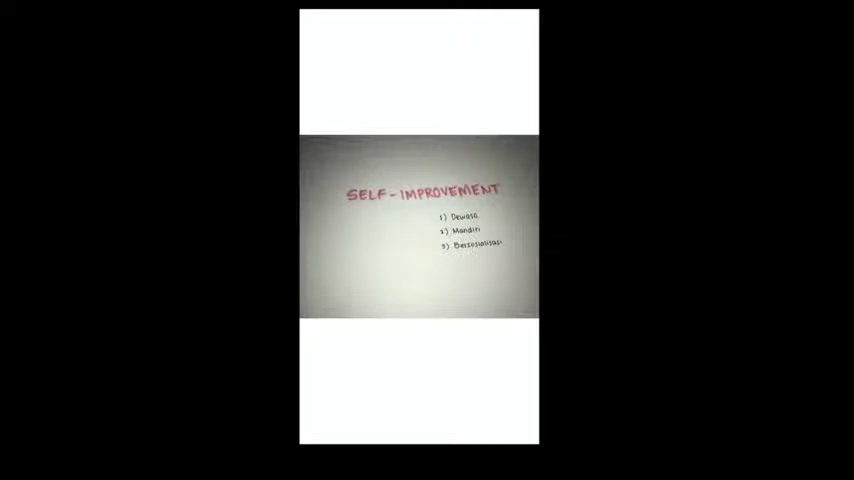 SELF-IMPROVEMENT
1) Dewasa
2) Mandiri
3) Bersosialisasi